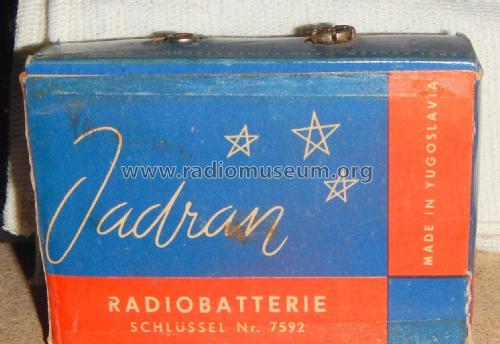 Jadran
www.radiomuseum.org
MADE IN YUGOSLAVIA
RADIOBATTERIE
SCHLÜSSEL Nr. 7592